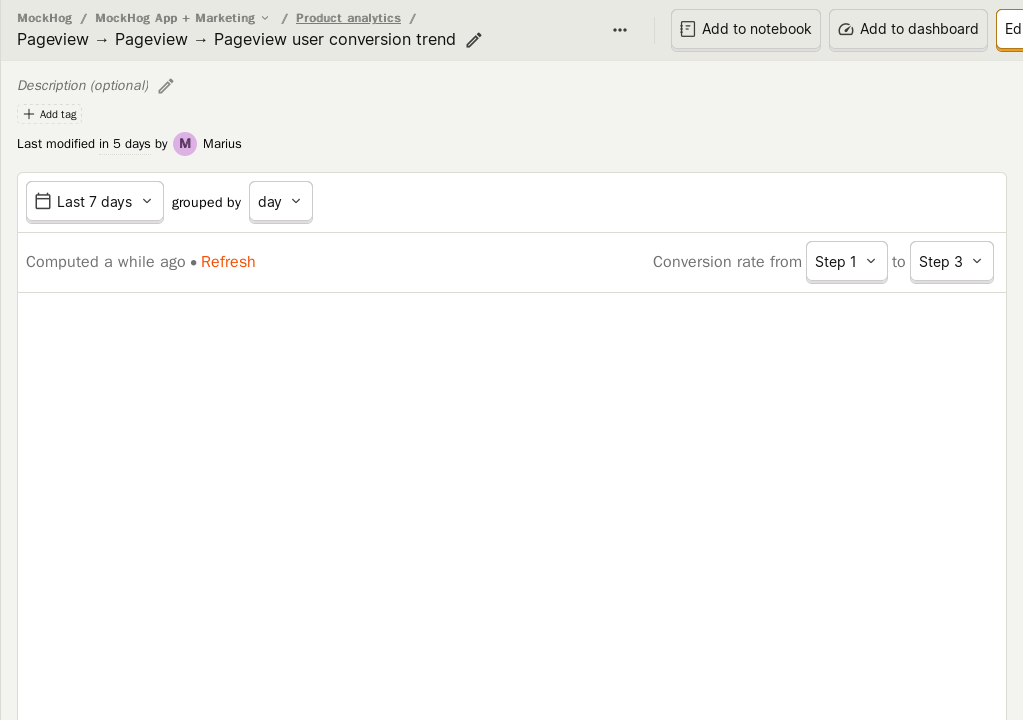 MockHog / MockHog App + Marketing / Product analytics /
Pageview → Pageview → Pageview user conversion trend
Add to notebook
Add to dashboard
Ed
Description (optional)
Add tag
Last modified in 5 days by M Marius
Last 7 days grouped by day
Computed a while ago • Refresh
Conversion rate from Step 1 to Step 3